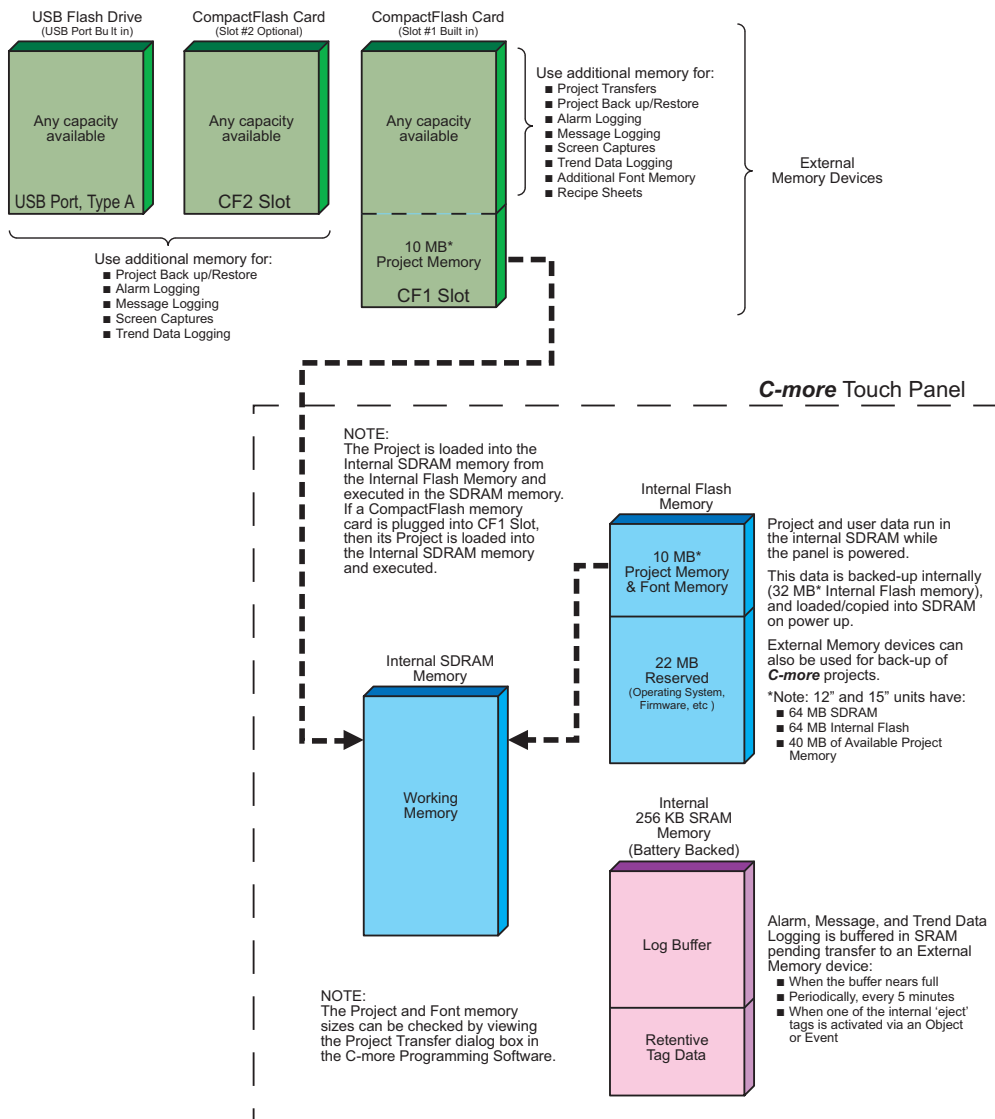 USB Flash Drive
(USB Port Bu lt in)
Any capacity
available
USB Port, Type A
CompactFlash Card
(Slot #2 Optional)
Any capacity
available
CF2 Slot
CompactFlash Card
(Slot #1 Built in)
Any capacity
available
10 MB*
Project Memory
CF1 Slot
Use additional memory for:
■ Project Transfers
■ Project Back up/Restore
■ Alarm Logging
■ Message Logging
■ Screen Captures
■ Trend Data Logging
■ Additional Font Memory
■ Recipe Sheets
External
Memory Devices
Use additional memory for:
■ Project Back up/Restore
■ Alarm Logging
■ Message Logging
■ Screen Captures
■ Trend Data Logging
C-more Touch Panel
NOTE:
The Project is loaded into the
Internal SDRAM memory from
the Internal Flash Memory and
executed in the SDRAM memory.
If a CompactFlash memory
card is plugged into CF1 Slot,
then its Project is loaded into
the Internal SDRAM memory
and executed.
Internal Flash
Memory
10 MB*
Project Memory
& Font Memory
22 MB
Reserved
(Operating System,
Firmware, etc )
Project and user data run in
the internal SDRAM while
the panel is powered.
This data is backed-up internally
(32 MB* Internal Flash memory),
and loaded/copied into SDRAM
on power up.
External Memory devices can
also be used for back-up of
C-more projects.
*Note: 12” and 15” units have:
■ 64 MB SDRAM
■ 64 MB Internal Flash
■ 40 MB of Available Project
Memory
Internal SDRAM
Memory
Working
Memory
Internal
256 KB SRAM
Memory
(Battery Backed)
Log Buffer
Retentive
Tag Data
Alarm, Message, and Trend Data
Logging is buffered in SRAM
pending transfer to an External
Memory device:
■ When the buffer nears full
■ Periodically, every 5 minutes
■ When one of the internal ‘eject’
tags is activated via an Object
or Event
NOTE:
The Project and Font memory
sizes can be checked by viewing
the Project Transfer dialog box in
the C-more Programming Software.